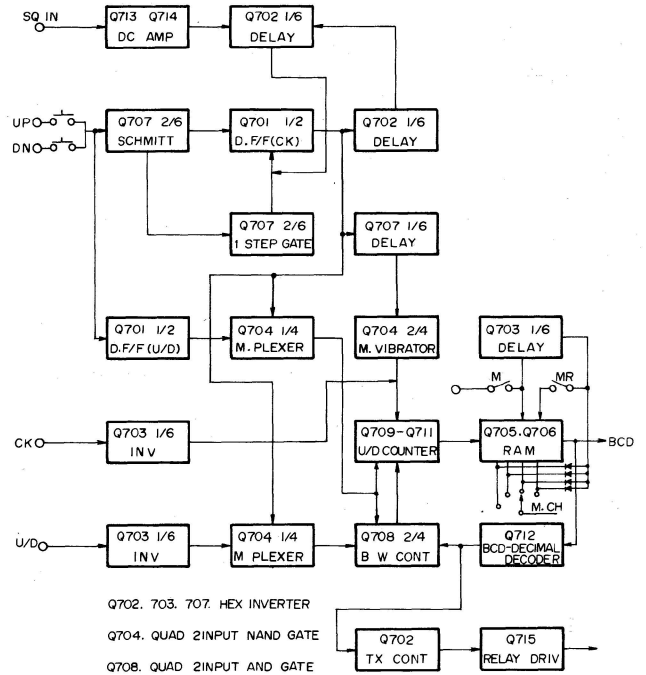 SQ IN
Q713 Q714
DC AMP
Q702 1/6
DELAY
UP
DN
Q707 2/6
SCHMITT
Q701 1/2
D.F/F(CK)
Q702 1/6
DELAY
Q707 2/6
1 STEP GATE
Q707 1/6
DELAY
Q701 1/2
D.F/F(U/D)
Q704 1/4
M.PLEXER
Q704 2/4
M.VIBRATOR
Q703 1/6
DELAY
M
MR
CK
Q703 1/6
INV
Q709-Q711
U/D COUNTER
Q705.Q706
RAM
BCD
M.CH
U/D
Q703 1/6
INV
Q704 1/4
M PLEXER
Q708 2/4
B W CONT
Q712
BCD-DECIMAL
DECODER
Q702. 703. 707. HEX INVERTER
Q704. QUAD 2INPUT NAND GATE
Q708. QUAD 2INPUT AND GATE
Q702
TX CONT
Q715
RELAY DRIV